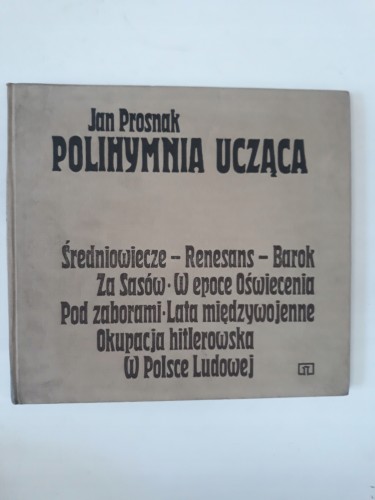 Jan Prosnak
POLIHYMNIA UCZĄCA
Średniowiecze – Renesans – Barok
Za Sasów · W epoce Oświecenia
Pod zaborami · Lata międzywojenne
Okupacja hitlerowska
W Polsce Ludowej